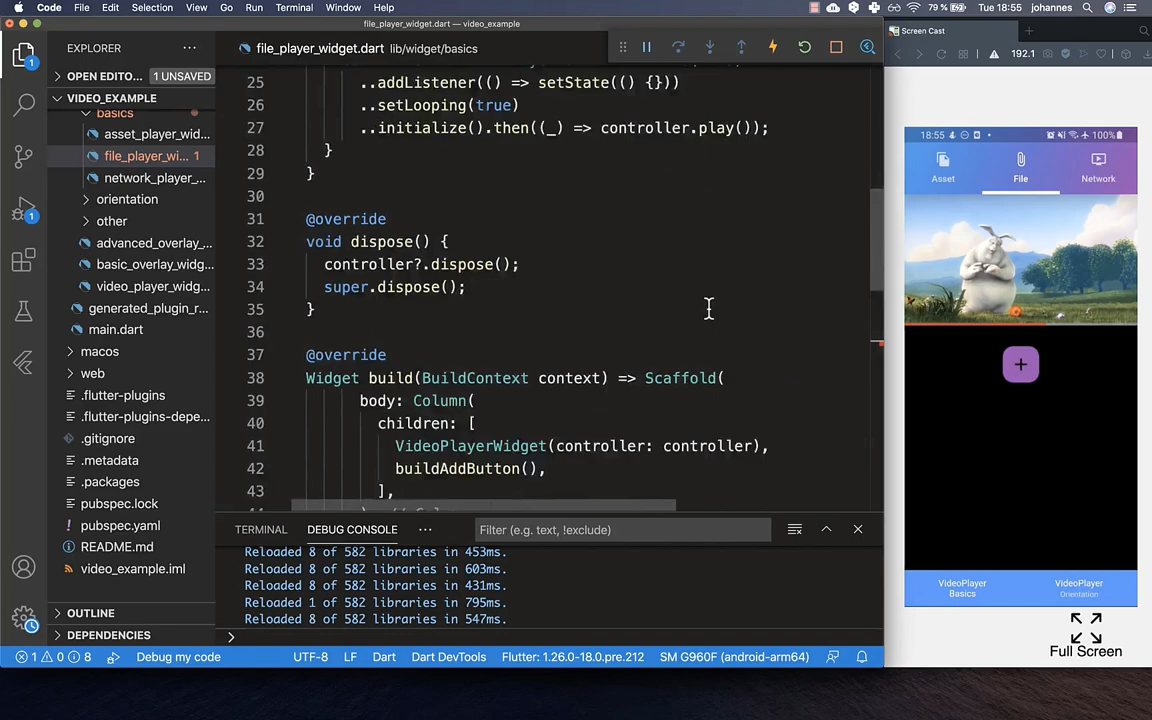 Code File Edit Selection View Go Run Terminal Window Help 79 % Tue 18:55 johannes
file_player_widget.dart — video_example
EXPLORER
OPEN EDITO... 1 UNSAVED
VIDEO_EXAMPLE
basics
asset_player_wid...
file_player_wi... 1
network_player_...
orientation
other
advanced_overlay_...
basic_overlay_widg...
video_player_widg...
generated_plugin_r...
main.dart
macos
web
.flutter-plugins
.flutter-plugins-depe...
.gitignore
.metadata
.packages
pubspec.lock
pubspec.yaml
README.md
video_example.iml
OUTLINE
DEPENDENCIES
file_player_widget.dart lib/widget/basics
25 ..addListener(() => setState(() {}))
26 ..setLooping(true)
27 ..initialize().then((_) => controller.play());
28 }
29 }
30
31 @override
32 void dispose() {
33 controller?.dispose();
34 super.dispose();
35 }
36
37 @override
38 Widget build(BuildContext context) => Scaffold(
39 body: Column(
40 children: [
41 VideoPlayerWidget(controller: controller),
42 buildAddButton(),
43 ],
TERMINAL DEBUG CONSOLE ... Filter (e.g. text, !exclude)
Reloaded 8 of 582 libraries in 453ms.
Reloaded 8 of 582 libraries in 603ms.
Reloaded 8 of 582 libraries in 431ms.
Reloaded 1 of 582 libraries in 795ms.
Reloaded 8 of 582 libraries in 547ms.
1 0 8 Debug my code UTF-8 LF Dart Dart DevTools Flutter: 1.26.0-18.0.pre.212 SM G960F (android-arm64)
Screen Cast
192.1
18:55 100%
Asset File Network
VideoPlayer
Basics
VideoPlayer
Orientation
Full Screen